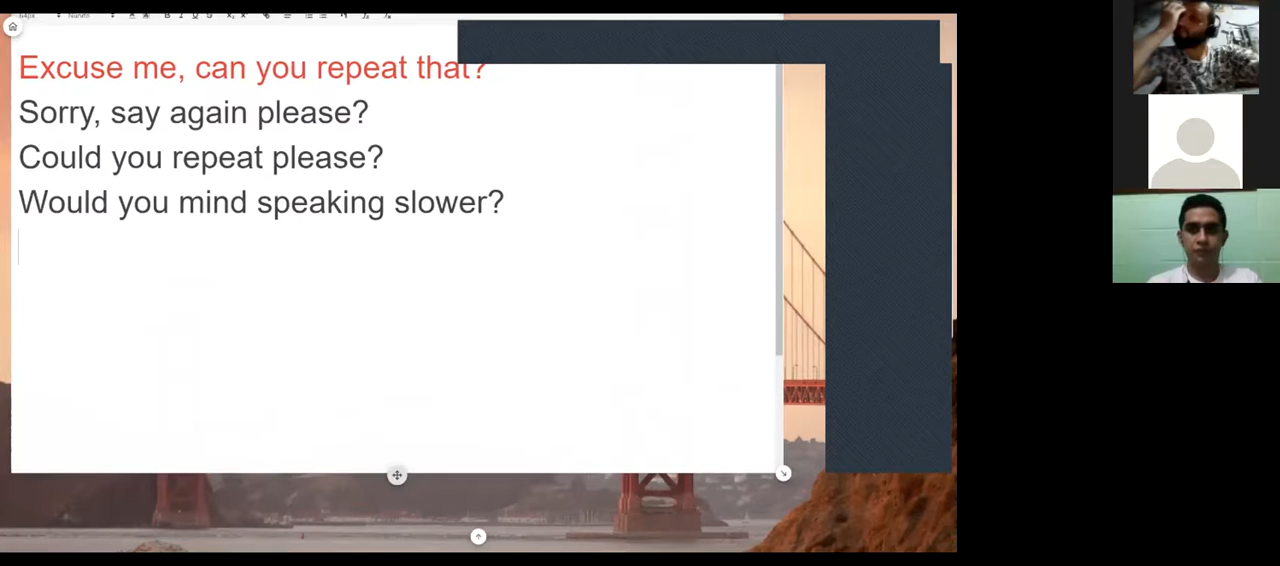 Excuse me, can you repeat that?
Sorry, say again please?
Could you repeat please?
Would you mind speaking slower?